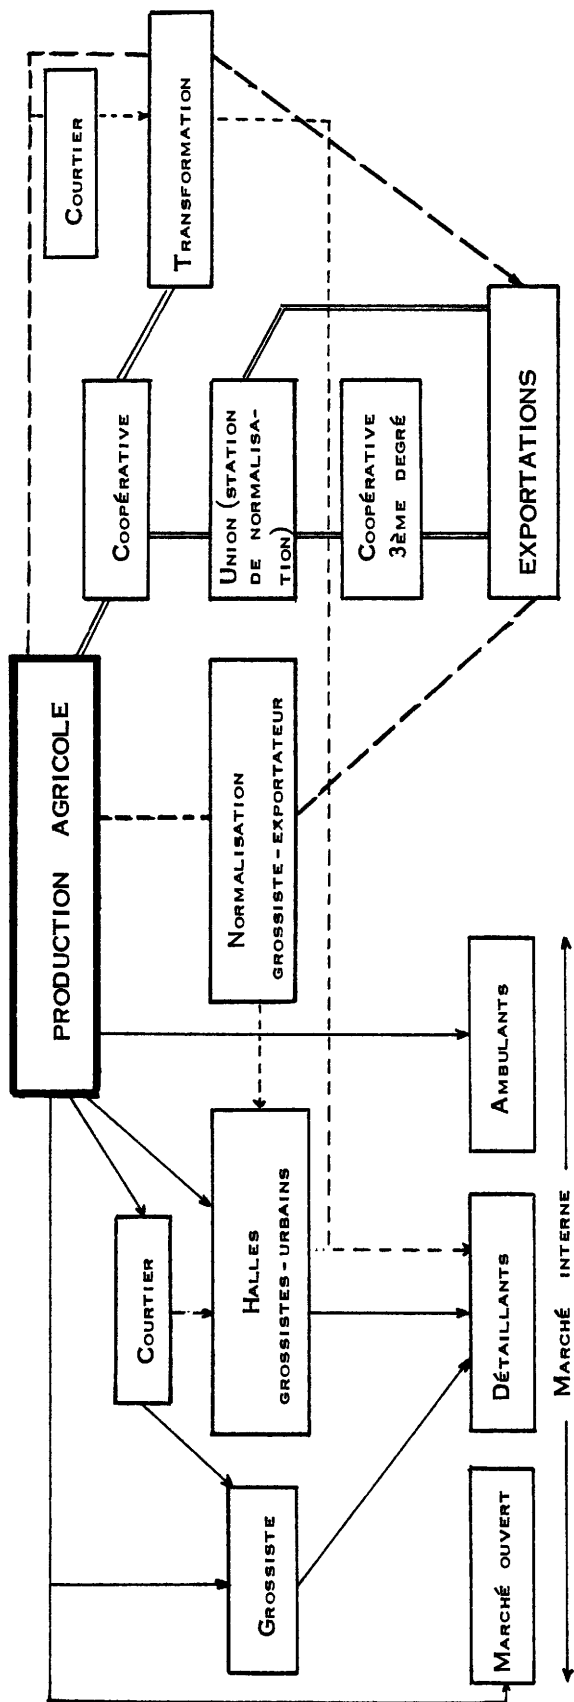 PRODUCTION AGRICOLE
COURTIER
COOPÉRATIVE
COURTIER
TRANSFORMATION
GROSSISTE
HALLES
GROSSISTES-URBAINS
NORMALISATION
GROSSISTE-EXPORTATEUR
UNION (STATION
DE NORMALISA-
TION)
COOPÉRATIVE
3ÈME DEGRÉ
MARCHÉ OUVERT
DÉTAILLANTS
AMBULANTS
EXPORTATIONS
MARCHÉ INTERNE